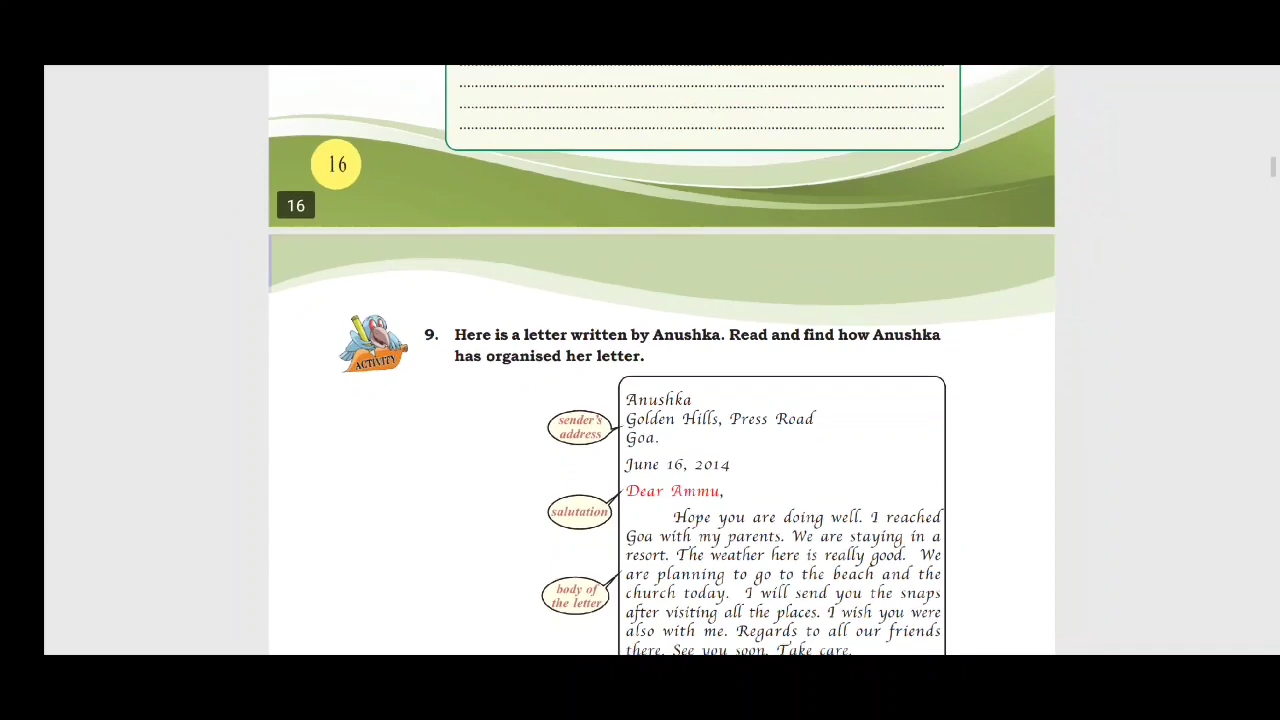 16
16
9. Here is a letter written by Anushka. Read and find how Anushka
has organised her letter.
ACTIVITY
Anushka
Golden Hills, Press Road
Goa.
sender's
address
June 16, 2014
Dear Ammu,
salutation
Hope you are doing well. I reached
Goa with my parents. We are staying in a
resort. The weather here is really good. We
are planning to go to the beach and the
church today. I will send you the snaps
after visiting all the places. I wish you were
also with me. Regards to all our friends
there. See you soon. Take care.
body of
the letter